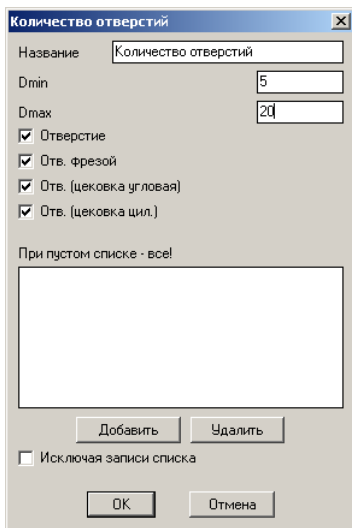 Количество отверстий
Название Количество отверстий
Dmin 5
Dmax 20
Отверстие
Отв. фрезой
Отв. (цековка угловая)
Отв. (цековка цил.)
При пустом списке - все!
Добавить Удалить
Исключая записи списка
OK Отмена